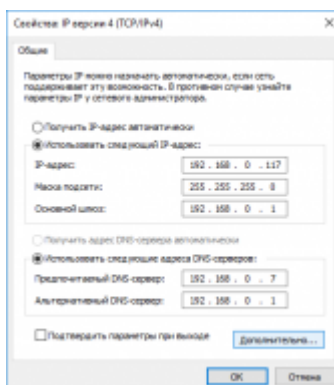 Свойства: IP версии 4 (TCP/IPv4)
Общие
Параметры IP можно назначать автоматически, если сеть
поддерживает эту возможность. В противном случае узнайте
параметры IP у сетевого администратора.
Получить IP-адрес автоматически
Использовать следующий IP-адрес:
IP-адрес: 192 . 168 . 0 . 117
Маска подсети: 255 . 255 . 255 . 0
Основной шлюз: 192 . 168 . 0 . 1
Получить адрес DNS-сервера автоматически
Использовать следующие адреса DNS-серверов:
Предпочитаемый DNS-сервер: 192 . 168 . 0 . 7
Альтернативный DNS-сервер: 192 . 168 . 0 . 1
Подтвердить параметры при выходе
Дополнительно...
ОК Отмена